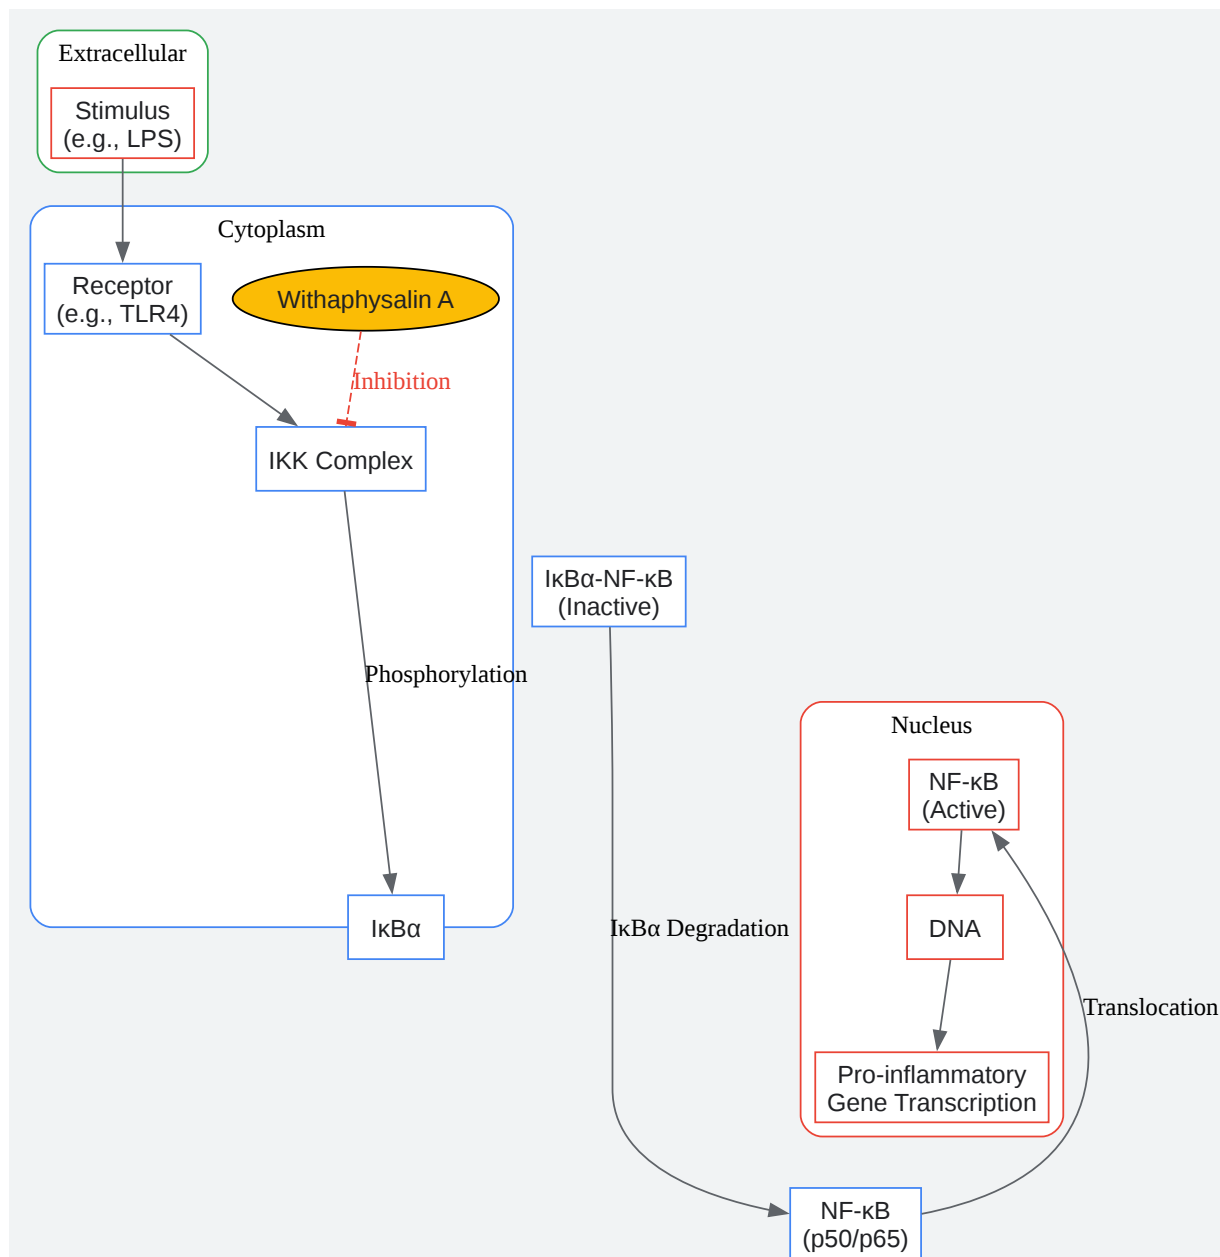 Extracellular
Stimulus
(e.g., LPS)
Cytoplasm
Receptor
(e.g., TLR4)
Withaphysalin A
Inhibition
IKK Complex
IκBα-NF-κB
(Inactive)
Phosphorylation
Nucleus
NF-κB
(Active)
IκBα
IκBα Degradation
DNA
Translocation
Pro-inflammatory
Gene Transcription
NF-κB
(p50/p65)